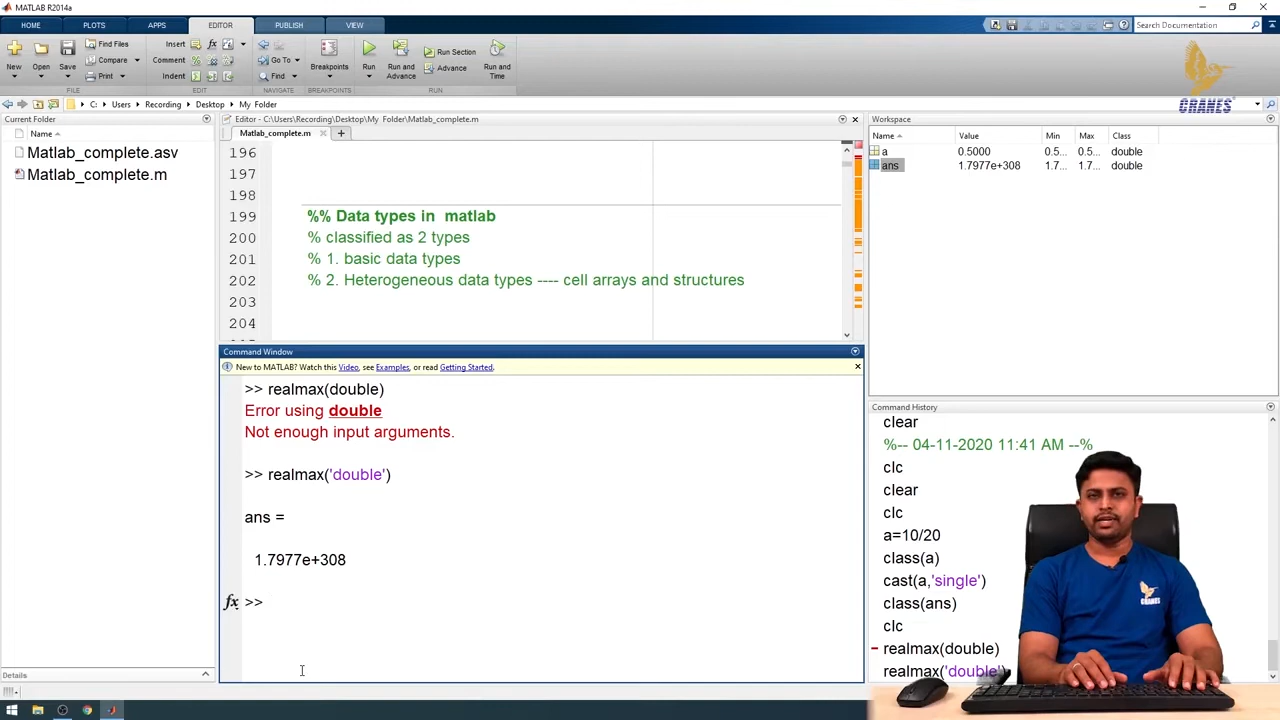 MATLAB R2014a
HOME PLOTS APPS EDITOR PUBLISH VIEW
Search Documentation
New Open Save
Find Files
Compare
Print
FILE
Insert
Comment
Indent
EDIT
Go To
Find
NAVIGATE
Breakpoints
BREAKPOINTS
Run
Run and Advance
Run Section
Advance
Run and Time
RUN
CRANES
C: Users Recording Desktop My Folder
Current Folder
Name
Matlab_complete.asv
Matlab_complete.m
Details
Editor - C:\Users\Recording\Desktop\My Folder\Matlab_complete.m
Matlab_complete.m
196
197
198
199 %% Data types in matlab
200 % classified as 2 types
201 % 1. basic data types
202 % 2. Heterogeneous data types ---- cell arrays and structures
203
204
Command Window
New to MATLAB? Watch this Video, see Examples, or read Getting Started.
>> realmax(double)
Error using double
Not enough input arguments.
>> realmax('double')
ans =
1.7977e+308
fx >>
Workspace
Name Value Min Max Class
a 0.5000 0.5... 0.5... double
ans 1.7977e+308 1.7... 1.7... double
Command History
clear
%-- 04-11-2020 11:41 AM --%
clc
clear
clc
a=10/20
class(a)
cast(a,'single')
class(ans)
clc
realmax(double)
realmax('double')
CRANES